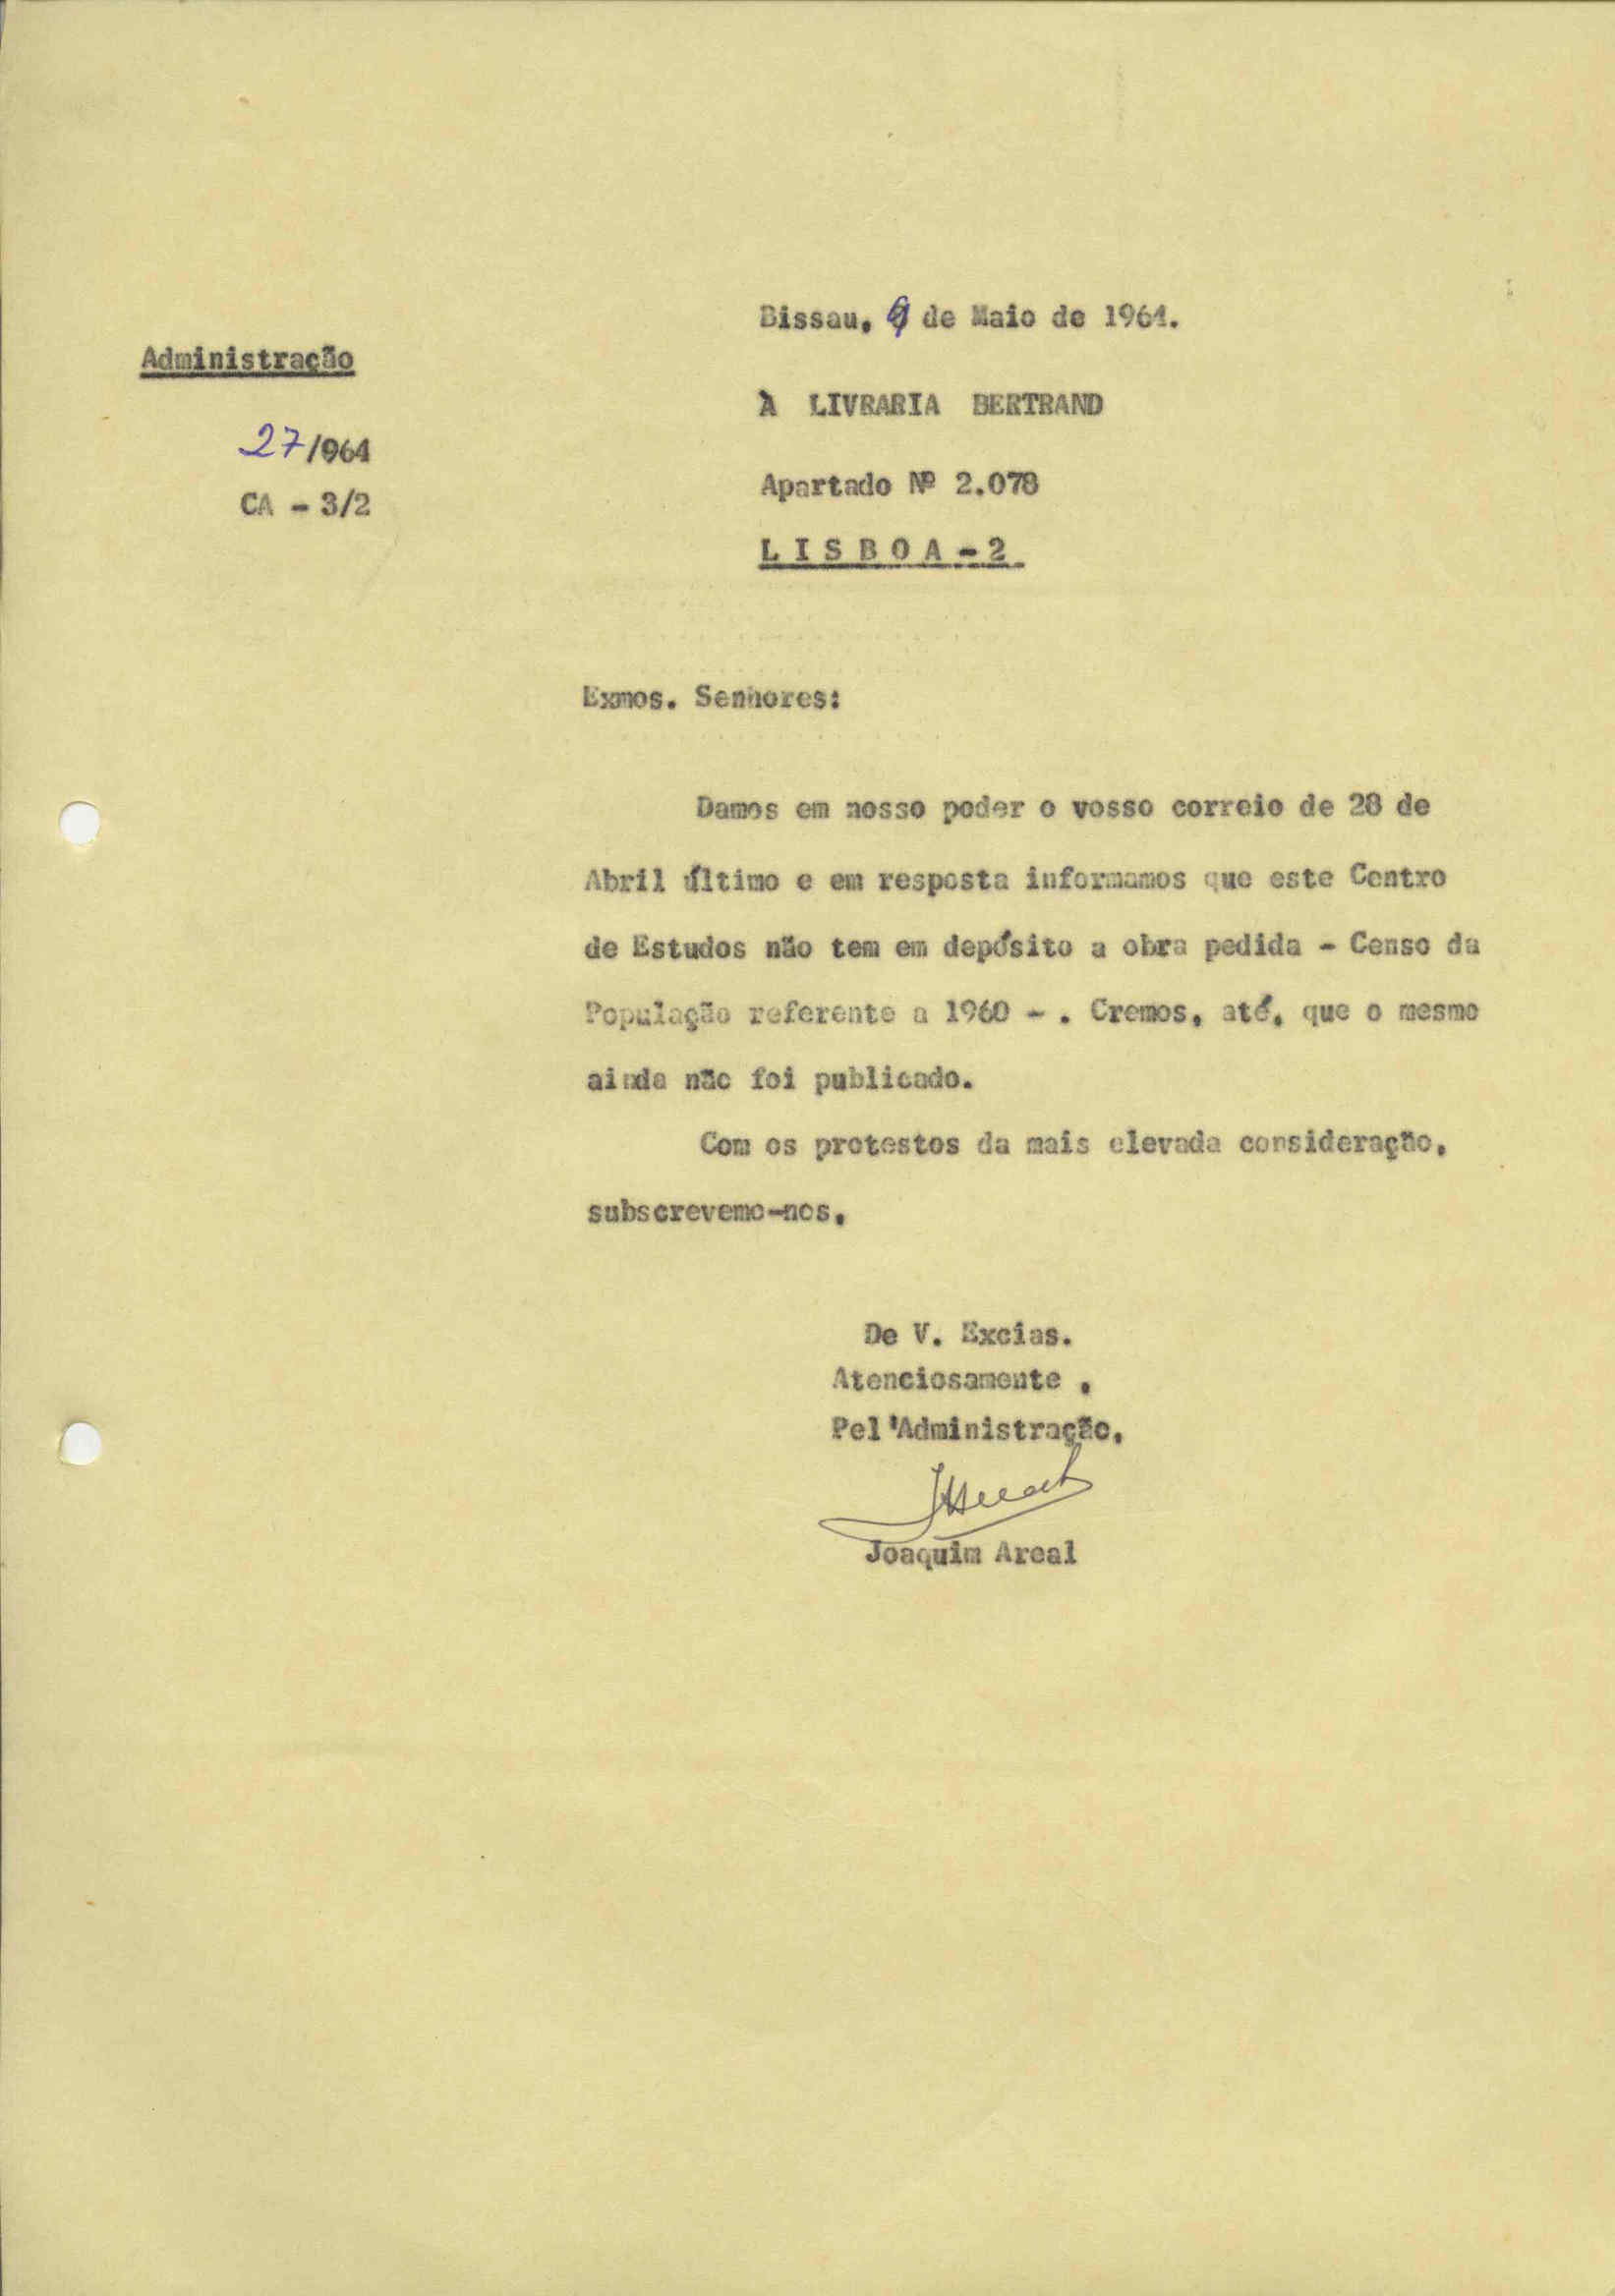 Bissau, 9 de Maio de 1964.
Administração
À LIVRARIA BERTRAND
27/964
Apartado Nº 2.078
CA - 3/2
LISBOA-2
Exmos. Senhores:
Damos em nosso poder o vosso correio de 28 de
Abril último e em resposta informamos que este Centro
de Estudos não tem em depósito a obra pedida - Censo da
População referente a 1960 - . Cremos, até, que o mesmo
ainda não foi publicado.
Com os protestos da mais elevada consideração,
subscrevemo-nos,
De V. Excias.
Atenciosamente ,
Pel'Administração,
Joaquim Areal